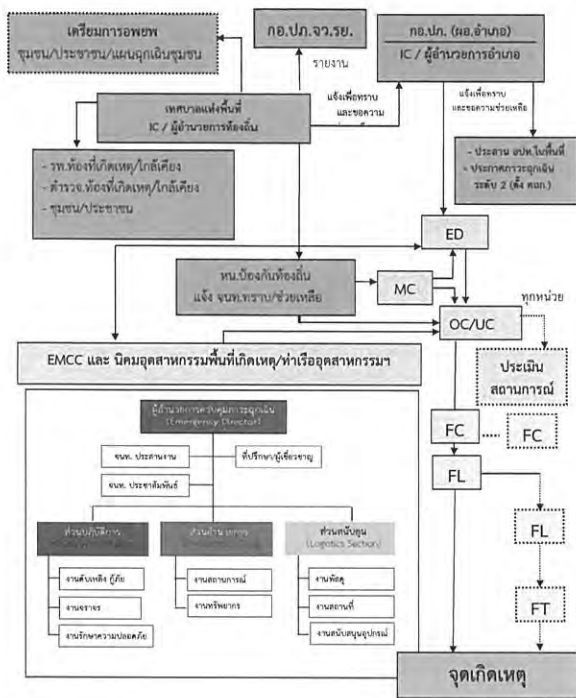 เตรียมการอพยพ
ชุมชน/ประชาชน/แผนฉุกเฉินชุมชน
กอ.ปภ.จว.รย.
กอ.ปภ. (ผอ.อำเภอ)
IC / ผู้อำนวยการอำเภอ
รายงาน
แจ้งเพื่อทราบ
และขอความ
แจ้งเพื่อทราบ
และขอความช่วยเหลือ
เทศบาลแห่งพื้นที่
IC / ผู้อำนวยการท้องถิ่น
- รพ.ท้องที่เกิดเหตุ/ใกล้เคียง
- ตำรวจ.ท้องที่เกิดเหตุ/ใกล้เคียง
- ชุมชน/ประชาชน
- ประสาน อปท.ในพื้นที่
- ประกาศภาวะฉุกเฉิน
ระดับ 2 (ตั้ง ศฉก.)
ED
หน.ป้องกันท้องถิ่น
แจ้ง จนท.ทราบ/ช่วยเหลือ
MC
ทุกหน่วย
OC/UC
EMCC และ นิคมอุตสาหกรรมพื้นที่เกิดเหตุ/ท่าเรืออุตสาหกรรมฯ
ประเมิน
สถานการณ์
ผู้อำนวยการควบคุมภาวะฉุกเฉิน
(Emergency Director)
FC
FC
จนท. ประสานงาน
ที่ปรึกษา/ผู้เชี่ยวชาญ
FL
จนท. ประชาสัมพันธ์
FL
ส่วนปฏิบัติการ
ส่วนอำนวยการ
ส่วนสนับสนุน
(Logistics Section)
งานดับเพลิง กู้ภัย
งานสถานการณ์
งานพัสดุ
FT
งานจราจร
งานทรัพยากร
งานสถานที่
งานรักษาความปลอดภัย
งานสนับสนุนอุปกรณ์
จุดเกิดเหตุ